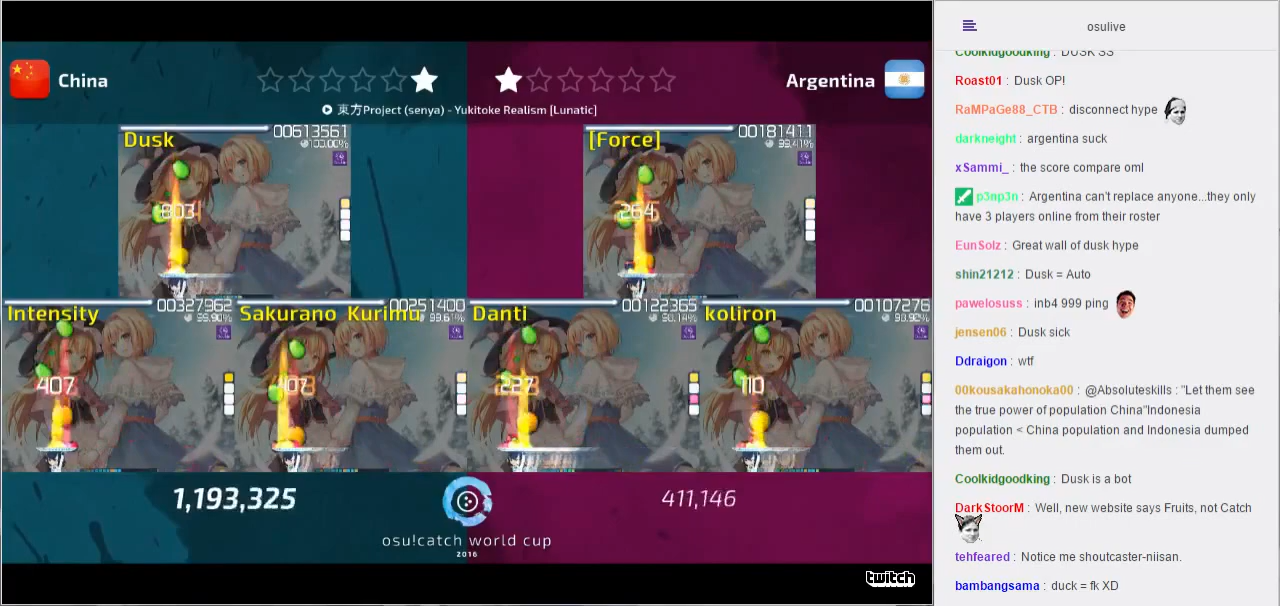 China
Argentina
東方Project (senya) - Yukitoke Realism [Lunatic]
Dusk
00613561
100.00%
803
[Force]
00181411
99.41%
264
Intensity
00327962
99.90%
407
Sakurano Kurimu
00251400
99.61%
407
Danti
00122365
227
koliron
00107276
110
1,193,325
411,146
osu!catch world cup
2016
twitch
osulive
Coolkidgoodking : DUSK SS
Roast01 : Dusk OP!
RaMPaGe88_CTB : disconnect hype
darkneight : argentina suck
xSammi_ : the score compare oml
p3np3n : Argentina can't replace anyone...they only
have 3 players online from their roster
EunSolz : Great wall of dusk hype
shin21212 : Dusk = Auto
pawelosuss : inb4 999 ping
jensen06 : Dusk sick
Ddraigon : wtf
00kousakahonoka00 : @Absoluteskills : "Let them see
the true power of population China"Indonesia
population < China population and Indonesia dumped
them out.
Coolkidgoodking : Dusk is a bot
DarkStoorM : Well, new website says Fruits, not Catch
tehfeared : Notice me shoutcaster-niisan.
bambangsama : duck = fk XD